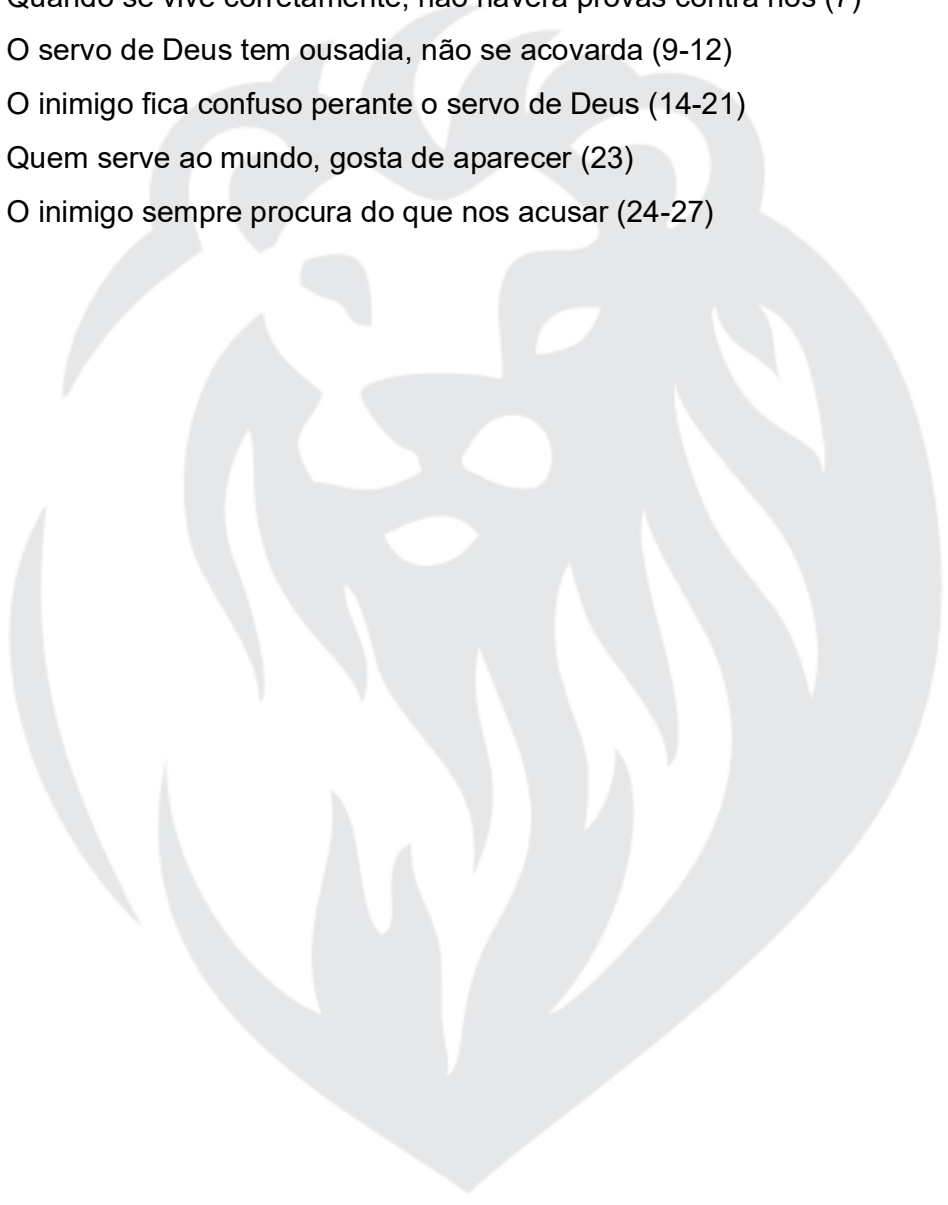 Quando se vive corretamente, não haverá provas contra nós (7)
O servo de Deus tem ousadia, não se acovarda (9-12)
O inimigo fica confuso perante o servo de Deus (14-21)
Quem serve ao mundo, gosta de aparecer (23)
O inimigo sempre procura do que nos acusar (24-27)